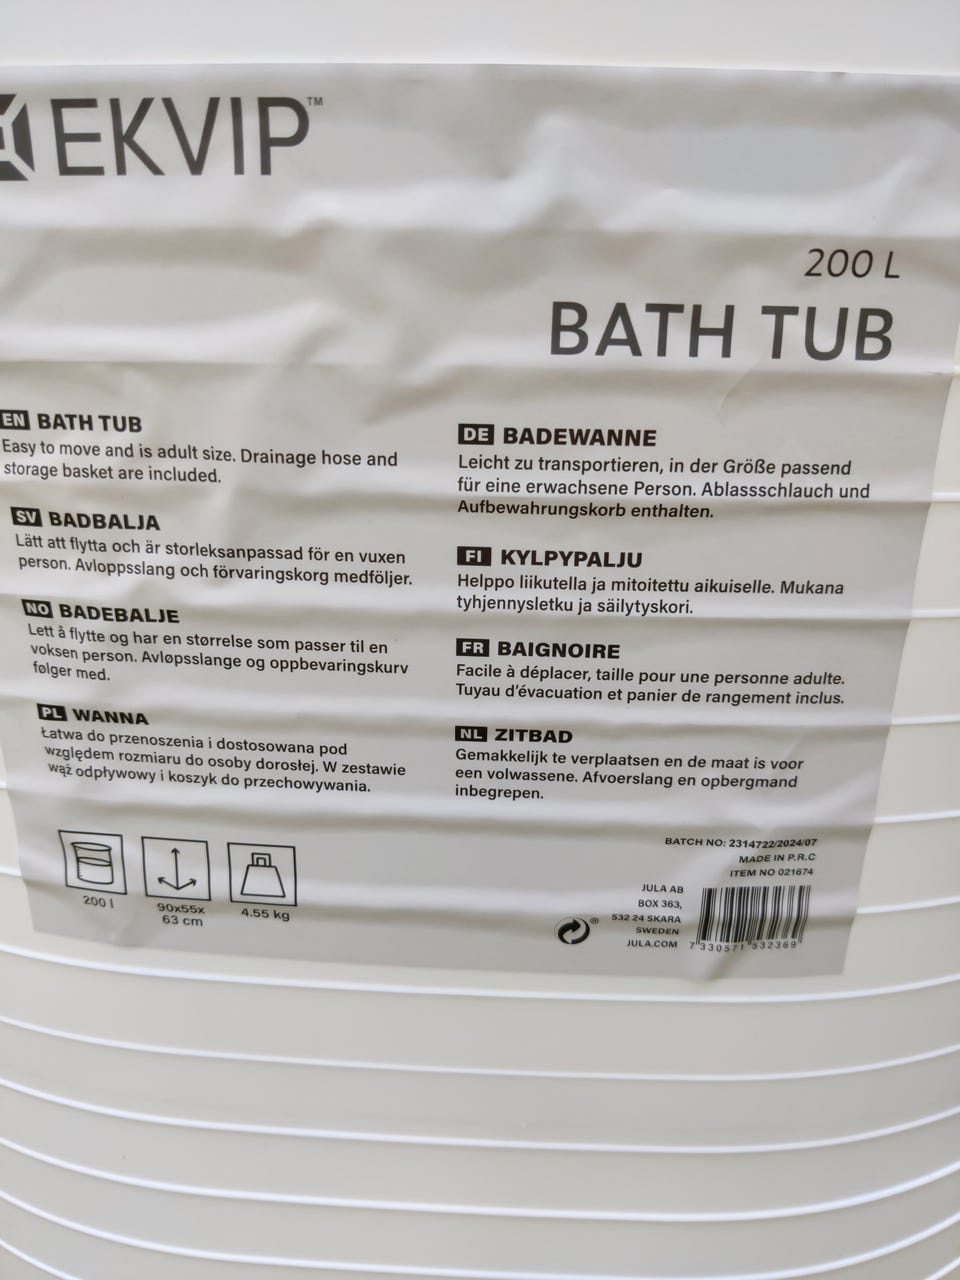 EKVIP™
200 L
BATH TUB
EN BATH TUB
Easy to move and is adult size. Drainage hose and
storage basket are included.
SV BADBALJA
Lätt att flytta och är storleksanpassad för en vuxen
person. Avloppsslang och förvaringskorg medföljer.
NO BADEBALJE
Lett å flytte og har en størrelse som passer til en
voksen person. Avløpsslange og oppbevaringskurv
følger med.
PL WANNA
Łatwa do przenoszenia i dostosowana pod
względem rozmiaru do osoby dorosłej. W zestawie
wąż odpływowy i koszyk do przechowywania.
DE BADEWANNE
Leicht zu transportieren, in der Größe passend
für eine erwachsene Person. Ablassschlauch und
Aufbewahrungskorb enthalten.
FI KYLPYPALJU
Helppo liikutella ja mitoitettu aikuiselle. Mukana
tyhjennysletku ja säilytyskori.
FR BAIGNOIRE
Facile à déplacer, taille pour une personne adulte.
Tuyau d'évacuation et panier de rangement inclus.
NL ZITBAD
Gemakkelijk te verplaatsen en de maat is voor
een volwassene. Afvoerslang en opbergmand
inbegrepen.
200 l
90x55x
63 cm
4.55 kg
BATCH NO: 2314722/2024/07
MADE IN P.R.C
ITEM NO 021674
JULA AB
BOX 363,
532 24 SKARA
SWEDEN
JULA.COM
®
7 330571 532369